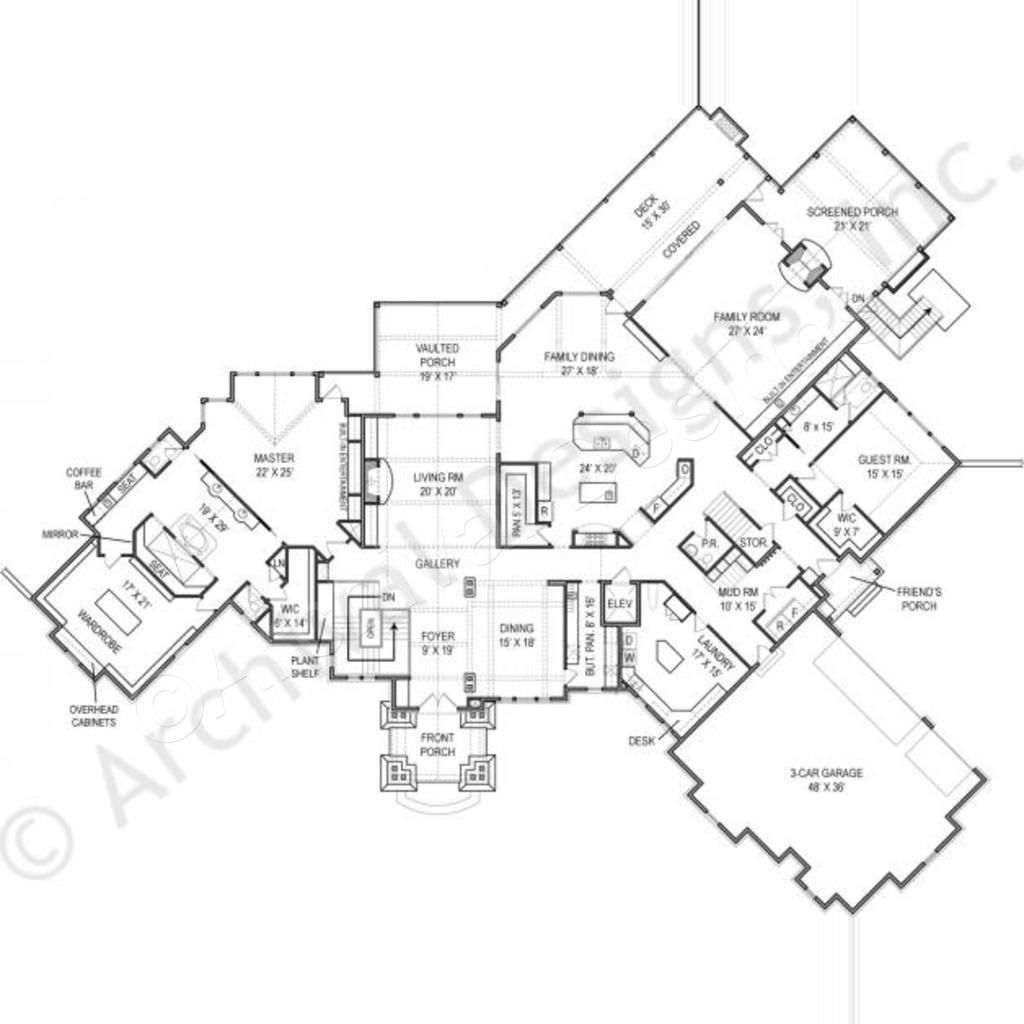 DECK
15' X 30'
COVERED
SCREENED PORCH
21' X 21'
DN
FAMILY ROOM
27' X 24'
BUILT-IN ENTERTAINMENT
VAULTED
PORCH
19' X 17'
FAMILY DINING
27' X 18'
8' x 15'
CLO
GUEST RM.
15' X 15'
CLO
WIC
9' X 7'
MASTER
22' X 25'
BUILT-IN ENTERTAINMENT
LIVING RM
20' X 20'
24' X 20'
D
O
F
PAN 5' X 13'
R
COFFEE
BAR
SEAT
19' X 29'
MIRROR
SEAT
17' X 21'
WARDROBE
LN
WIC
6' X 14'
PLANT
SHELF
OVERHEAD
CABINETS
GALLERY
DN
OPEN
FOYER
9' X 19'
DINING
15' X 18'
BUT. PAN. 8' X 16'
ELEV
P.R.
STOR.
MUD RM
10' X 15'
R
F
FRIEND'S
PORCH
D
W
LAUNDRY
17' X 15'
DESK
FRONT
PORCH
3-CAR GARAGE
48' X 36'
© Archival Designs, Inc.